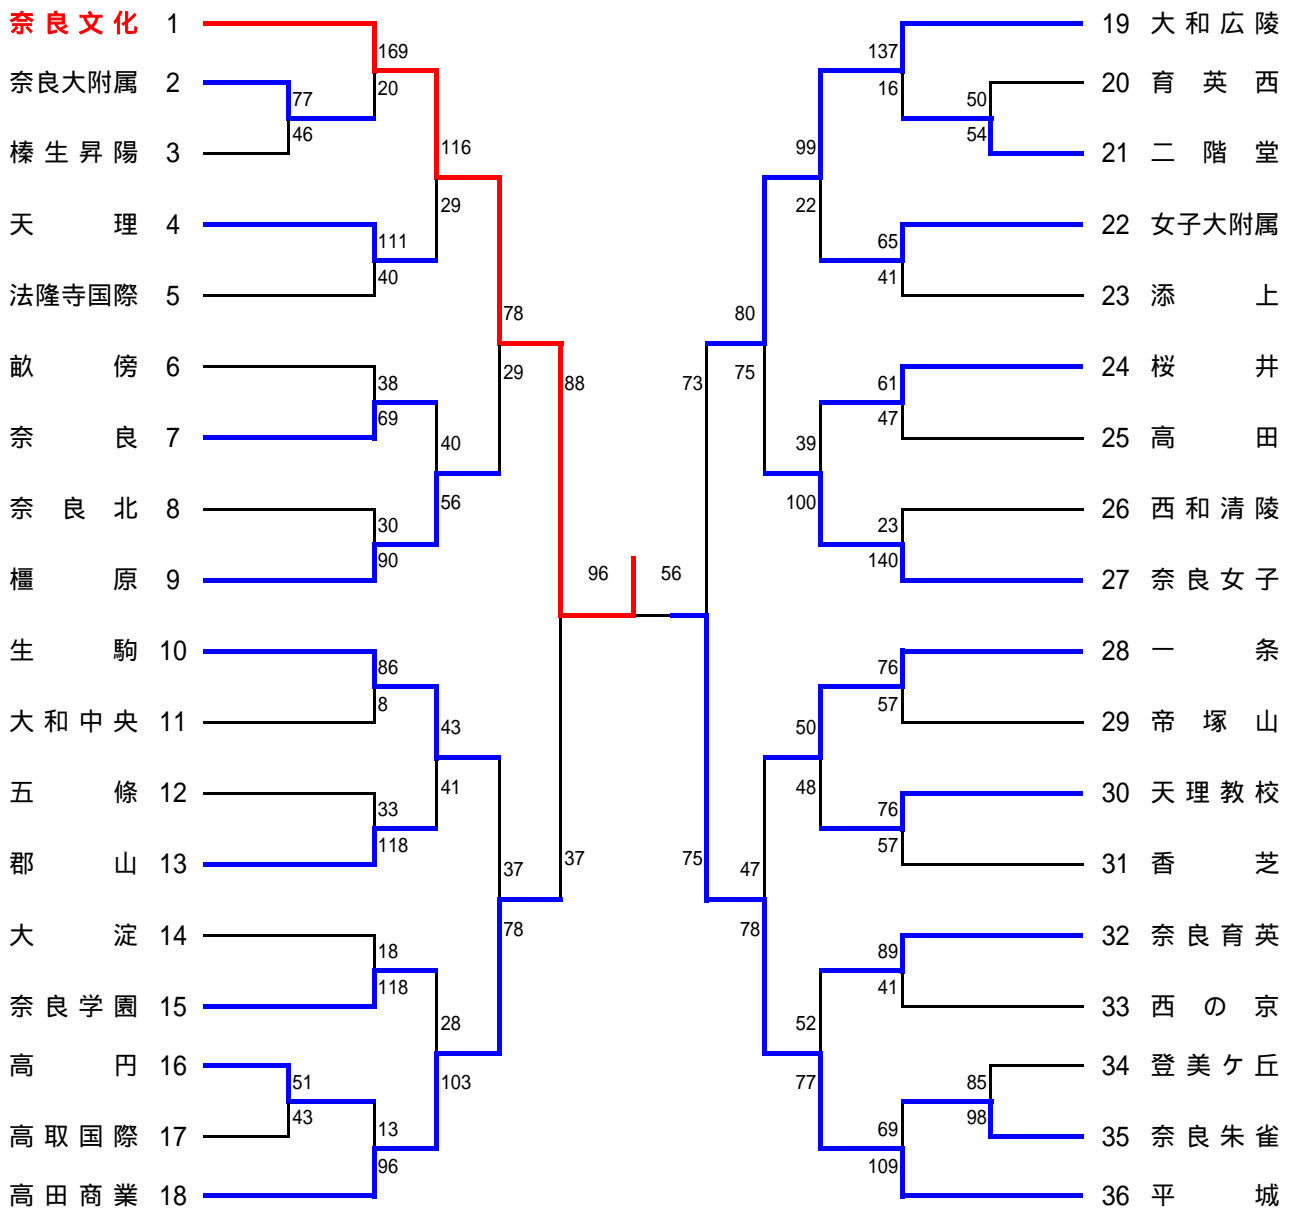 奈良文化 1
奈良大附属 2
榛生昇陽 3
天理 4
法隆寺国際 5
畝傍 6
奈良 7
奈良北 8
橿原 9
生駒 10
大和中央 11
五條 12
郡山 13
大淀 14
奈良学園 15
高円 16
高取国際 17
高田商業 18
169
20
77
46
116
29
111
40
78
29
38
69
40
56
30
90
88
37
86
8
43
41
33
118
37
78
18
118
28
103
51
43
13
96
96 56
73
75
137
16
50
54
99
22
65
41
80
75
61
47
39
100
23
140
76
57
50
48
76
57
47
78
89
41
52
77
85
98
69
109
19 大和広陵
20 育英西
21 二階堂
22 女子大附属
23 添上
24 桜井
25 高田
26 西和清陵
27 奈良女子
28 一条
29 帝塚山
30 天理教校
31 香芝
32 奈良育英
33 西の京
34 登美ケ丘
35 奈良朱雀
36 平城